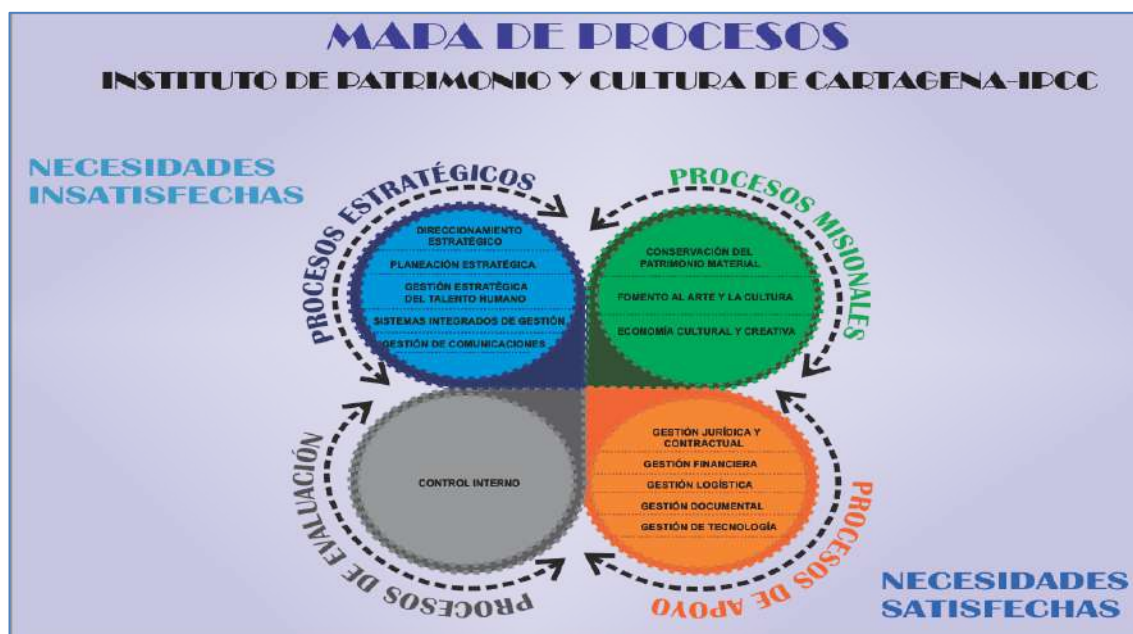 MAPA DE PROCESOS
INSTITUTO DE PATRIMONIO Y CULTURA DE CARTAGENA-IPCC
NECESIDADES
INSATISFECHAS
PROCESOS ESTRATÉGICOS
DIRECCIONAMIENTO
ESTRATÉGICO
PLANEACIÓN ESTRATÉGICA
GESTIÓN ESTRATÉGICA
DEL TALENTO HUMANO
SISTEMAS INTEGRADOS DE GESTIÓN
GESTIÓN DE COMUNICACIONES
PROCESOS MISIONALES
CONSERVACIÓN DEL
PATRIMONIO MATERIAL
FOMENTO AL ARTE Y LA CULTURA
ECONOMÍA CULTURAL Y CREATIVA
PROCESOS DE EVALUACIÓN
CONTROL INTERNO
GESTIÓN JURÍDICA Y
CONTRACTUAL
GESTIÓN FINANCIERA
GESTIÓN LOGÍSTICA
GESTIÓN DOCUMENTAL
GESTIÓN DE TECNOLOGÍA
PROCESOS DE APOYO
NECESIDADES
SATISFECHAS